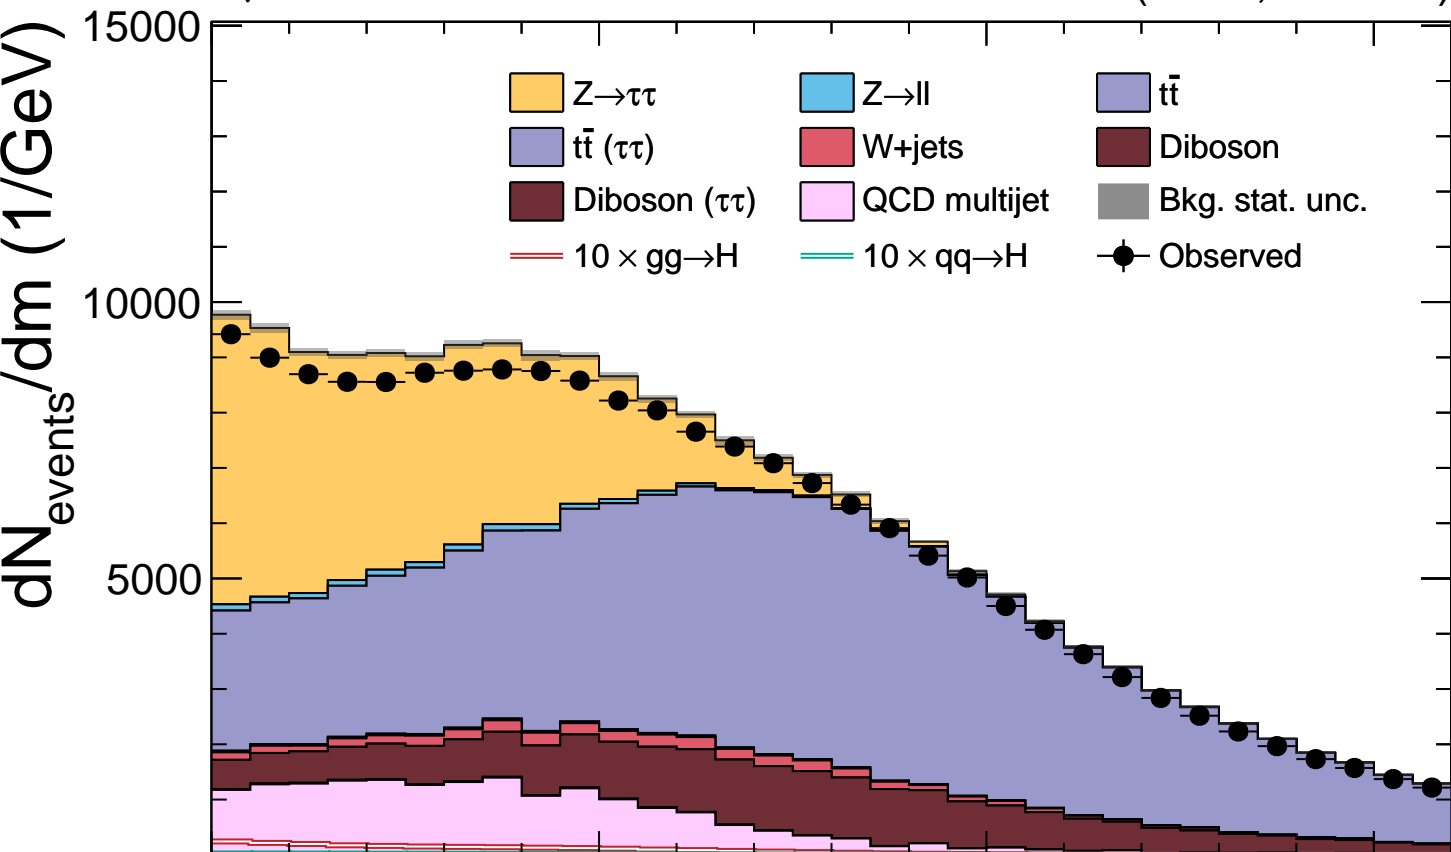 15000
10000
5000
dN_events/dm (1/GeV)
Z→ττ
Z→ll
tt̄
tt̄ (ττ)
W+jets
Diboson
Diboson (ττ)
QCD multijet
Bkg. stat. unc.
10 × gg→H
10 × qq→H
Observed